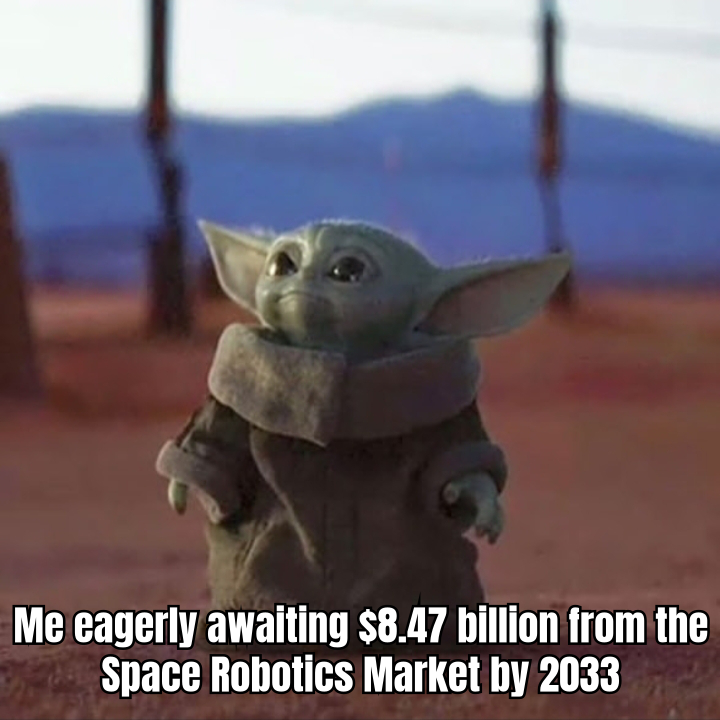 Me eagerly awaiting $8.47 billion from the
Space Robotics Market by 2033